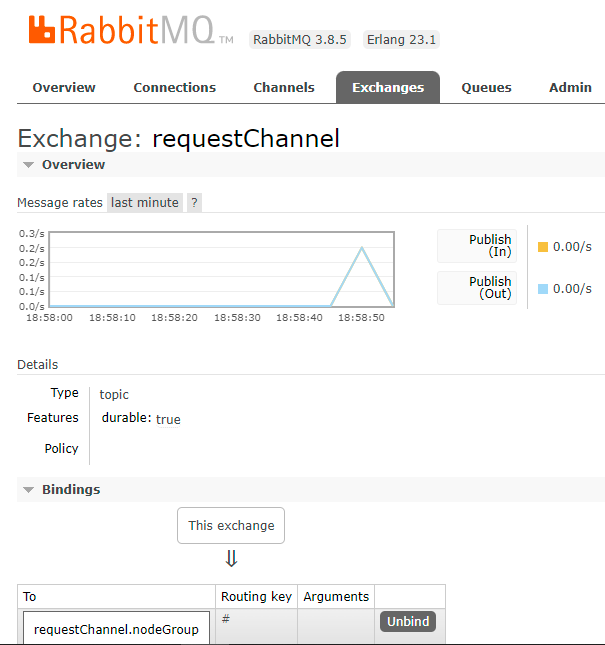 RabbitMQ TM RabbitMQ 3.8.5 Erlang 23.1
Overview Connections Channels Exchanges Queues Admin
Exchange: requestChannel
Overview
Message rates last minute ?
0.3/s
0.2/s
0.2/s
0.1/s
0.1/s
0.0/s
18:58:00 18:58:10 18:58:20 18:58:30 18:58:40 18:58:50
Publish
(In)
0.00/s
Publish
(Out)
0.00/s
Details
Type topic
Features durable: true
Policy
Bindings
This exchange
⇓
To Routing key Arguments
requestChannel.nodeGroup # Unbind